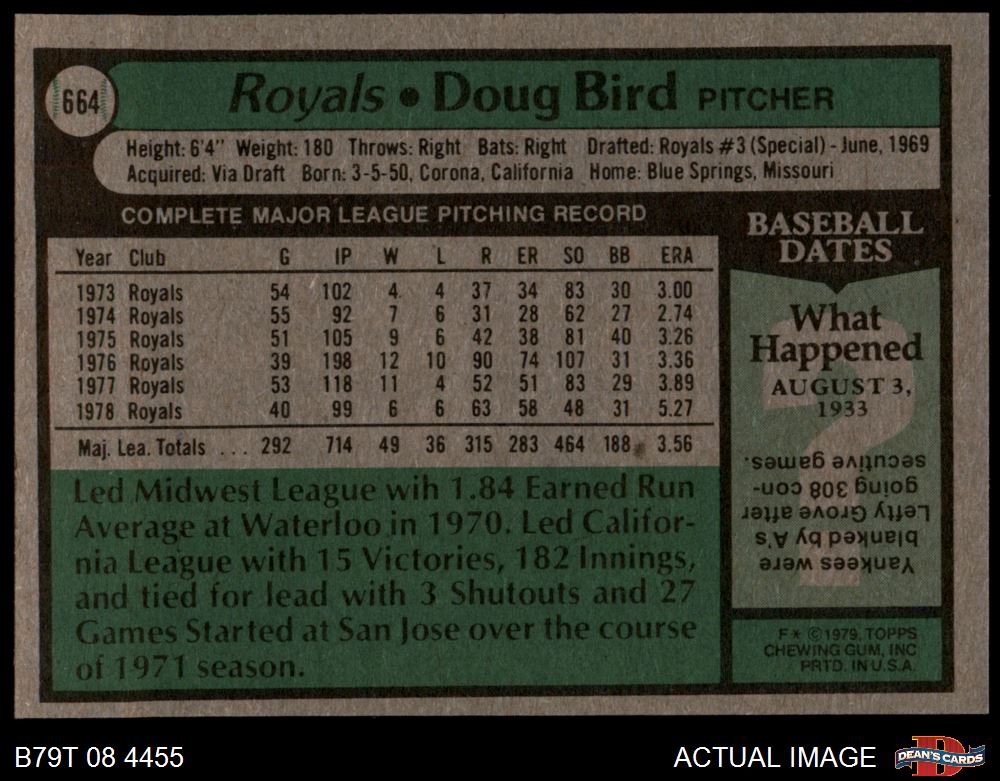 664
Royals • Doug Bird PITCHER
Height: 6'4" Weight: 180 Throws: Right Bats: Right Drafted: Royals #3 (Special) - June, 1969
Acquired: Via Draft Born: 3-5-50, Corona, California Home: Blue Springs, Missouri
COMPLETE MAJOR LEAGUE PITCHING RECORD
Year Club G IP W L R ER SO BB ERA
1973 Royals 54 102 4 4 37 34 83 30 3.00
1974 Royals 55 92 7 6 31 28 62 27 2.74
1975 Royals 51 105 9 6 42 38 81 40 3.26
1976 Royals 39 198 12 10 90 74 107 31 3.36
1977 Royals 53 118 11 4 52 51 83 29 3.89
1978 Royals 40 99 6 6 63 58 48 31 5.27
Maj. Lea. Totals ... 292 714 49 36 315 283 464 188 3.56
Led Midwest League wih 1.84 Earned Run
Average at Waterloo in 1970. Led Califor-
nia League with 15 Victories, 182 Innings,
and tied for lead with 3 Shutouts and 27
Games Started at San Jose over the course
of 1971 season.
BASEBALL
DATES
What
Happened
AUGUST 3,
1933
?
Yankees were
blanked by A's
Lefty Grove after
going 308 con-
secutive games.
F* ©1979, TOPPS
CHEWING GUM, INC
PRTD. IN U.S.A.
B79T 08 4455
ACTUAL IMAGE
D
DEAN'S CARDS